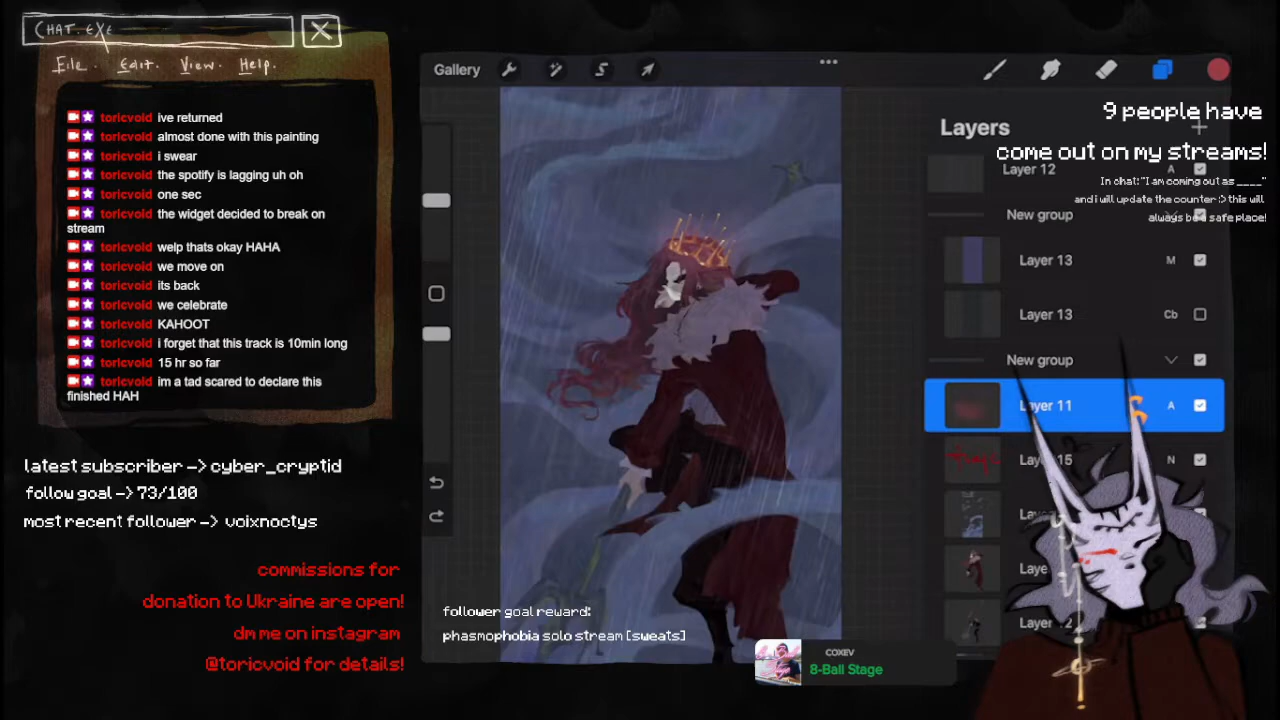 CHAT.EXE
File. Edit. View. Help.
toricvoid ive returned
toricvoid almost done with this painting
toricvoid i swear
toricvoid the spotify is lagging uh oh
toricvoid one sec
toricvoid the widget decided to break on
stream
toricvoid welp thats okay HAHA
toricvoid we move on
toricvoid its back
toricvoid we celebrate
toricvoid KAHOOT
toricvoid i forget that this track is 10min long
toricvoid 15 hr so far
toricvoid im a tad scared to declare this
finished HAH
latest subscriber -> cyber_cryptid
follow goal -> 73/100
most recent follower -> voixnoctys
commissions for
donation to Ukraine are open!
dm me on instagram
@toricvoid for details!
Gallery
follower goal reward:
phasmophobia solo stream [sweats]
COXEV
8-Ball Stage
9 people have
come out on my streams!
In chat: "I am coming out as ____"
and i will update the counter :> this will
always be a safe place!
Layers
Layer 12 A
New group
Layer 13 M
Layer 13 Cb
New group
Layer 11 A
15 N
Laye